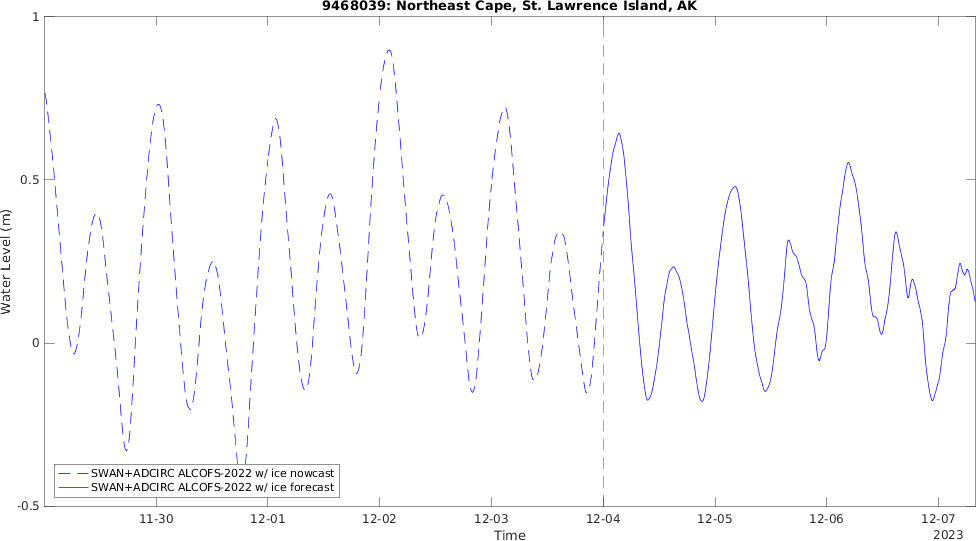 9468039: Northeast Cape, St. Lawrence Island, AK
1
0.5
0
-0.5
Water Level (m)
SWAN+ADCIRC ALCOFS-2022 w/ ice nowcast
SWAN+ADCIRC ALCOFS-2022 w/ ice forecast
11-30 12-01 12-02 12-03 12-04 12-05 12-06 12-07
Time
2023